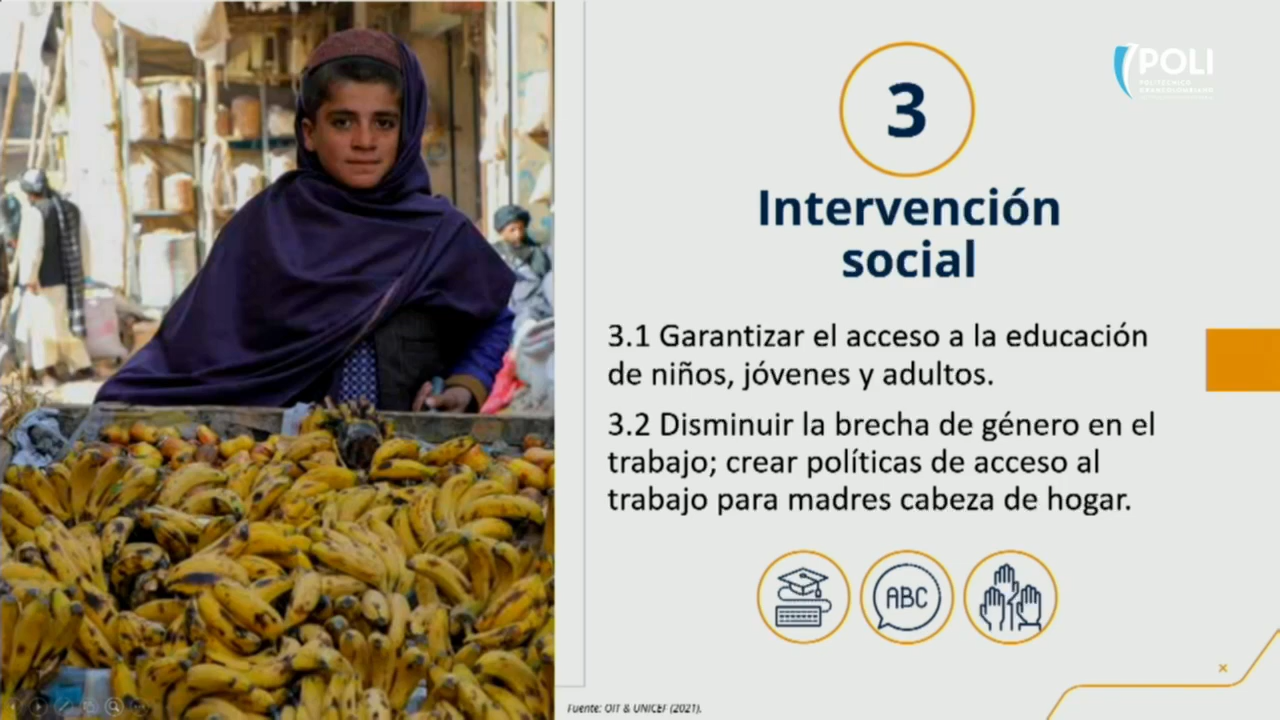 POLI
POLITÉCNICO
GRANCOLOMBIANO
3
Intervención
social
3.1 Garantizar el acceso a la educación
de niños, jóvenes y adultos.
3.2 Disminuir la brecha de género en el
trabajo; crear políticas de acceso al
trabajo para madres cabeza de hogar.
ABC
Fuente: OIT & UNICEF (2021).